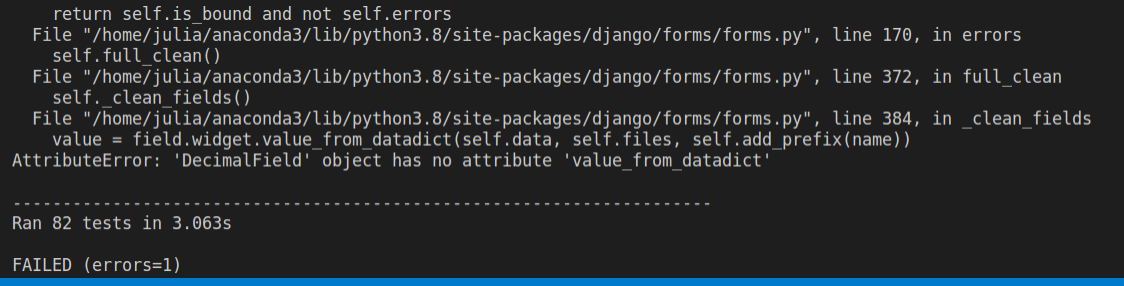 return self.is_bound and not self.errors
File "/home/julia/anaconda3/lib/python3.8/site-packages/django/forms/forms.py", line 170, in errors
self.full_clean()
File "/home/julia/anaconda3/lib/python3.8/site-packages/django/forms/forms.py", line 372, in full_clean
self._clean_fields()
File "/home/julia/anaconda3/lib/python3.8/site-packages/django/forms/forms.py", line 384, in _clean_fields
value = field.widget.value_from_datadict(self.data, self.files, self.add_prefix(name))
AttributeError: 'DecimalField' object has no attribute 'value_from_datadict'
----------------------------------------------------------------------
Ran 82 tests in 3.063s
FAILED (errors=1)